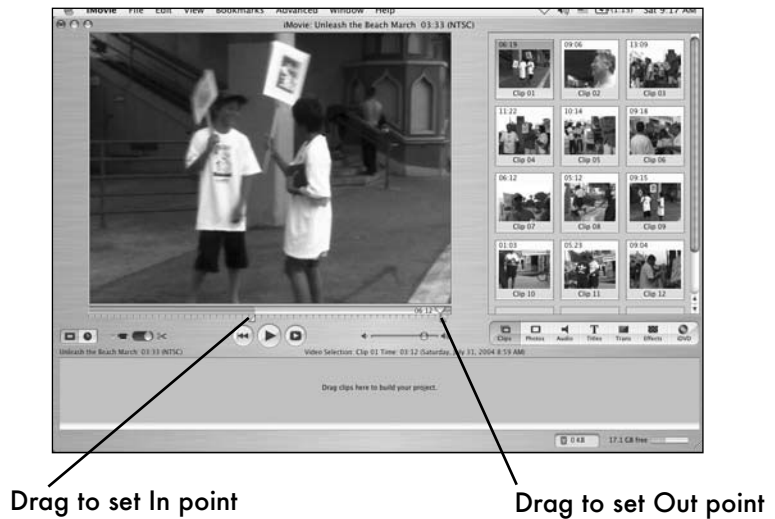 iMovie File Edit View Bookmarks Advanced Window Help Sat 9:17 AM
iMovie: Unleash the Beach March 03:33 (NTSC)
06:19 09:06 13:09
Clip 01 Clip 02 Clip 03
11:22 10:14 09:18
Clip 04 Clip 05 Clip 06
06:12 05:12 09:15
Clip 07 Clip 08 Clip 09
01:03 05:23 09:04
Clip 10 Clip 11 Clip 12
06:12
Clips Photos Audio Titles Trans Effects iDVD
Unleash the Beach March 03:33 (NTSC) Video Selection: Clip 01 Time: 03:12 (Saturday, July 31, 2004 8:59 AM)
Drag clips here to build your project.
0 KB 17.1 GB free
Drag to set In point Drag to set Out point